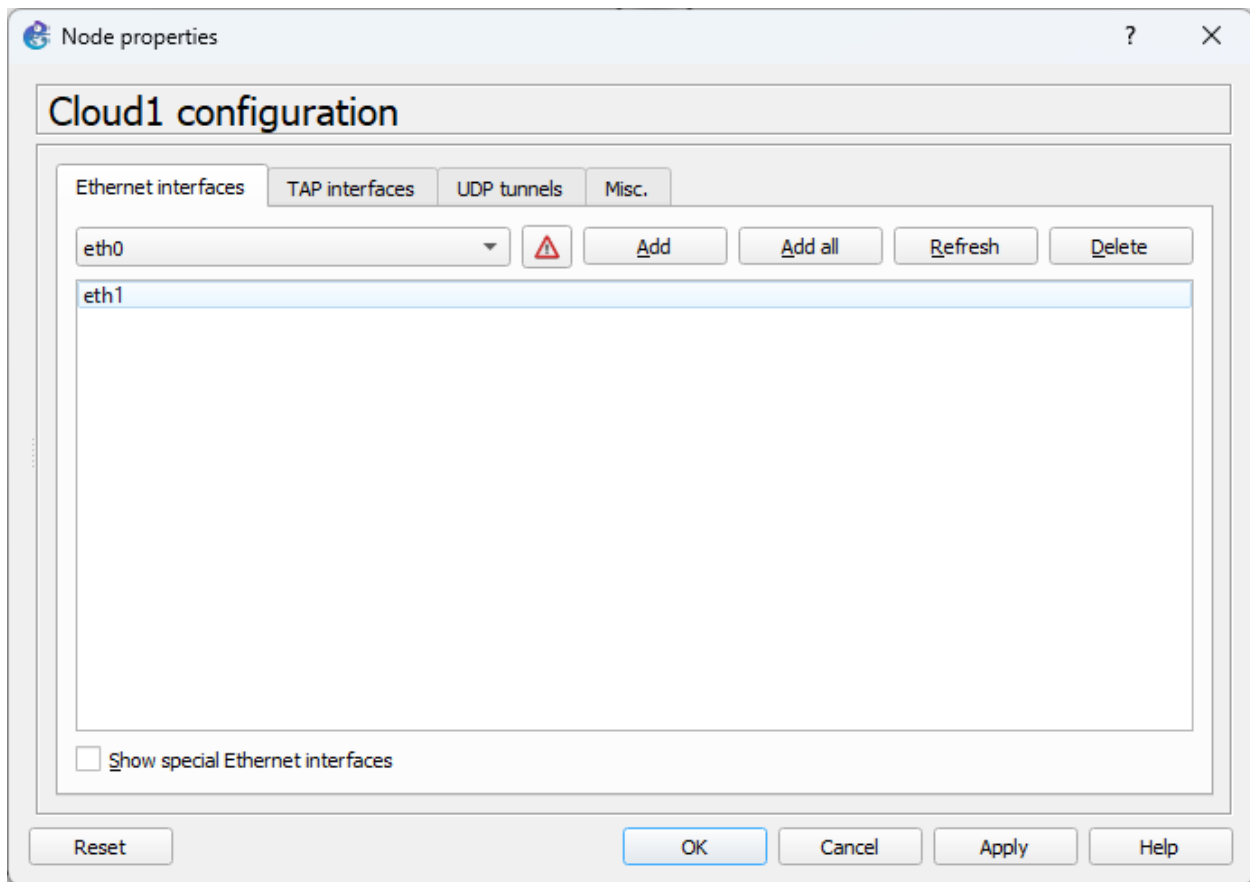 Node properties
?
Cloud1 configuration
Ethernet interfaces TAP interfaces UDP tunnels Misc.
eth0 Add Add all Refresh Delete
eth1
Show special Ethernet interfaces
Reset OK Cancel Apply Help